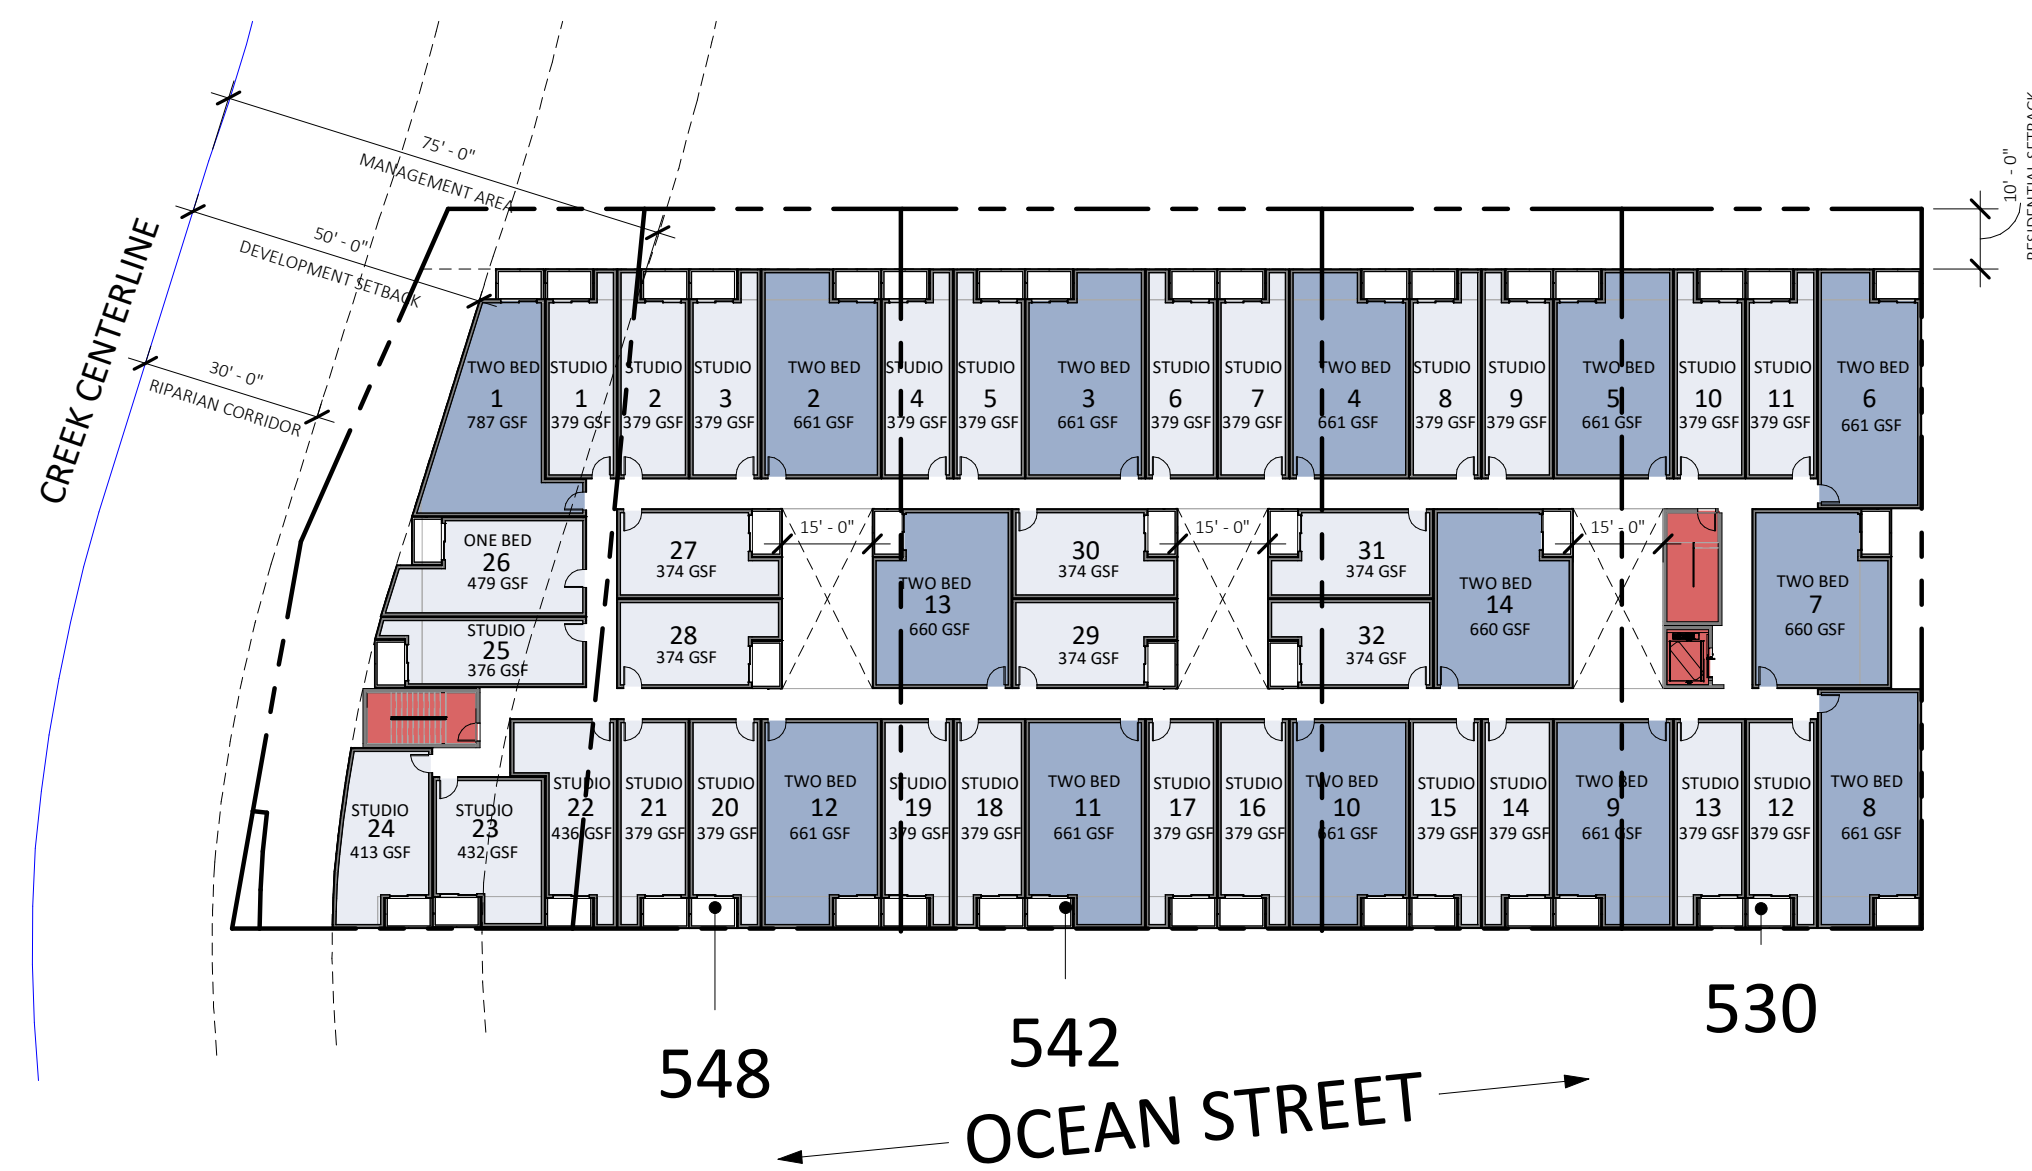 75' - 0"
MANAGEMENT AREA
50' - 0"
DEVELOPMENT SETBACK
30' - 0"
RIPARIAN CORRIDOR
CREEK CENTERLINE
10' - 0"
RESIDENTIAL SETBACK
TWO BED
1
787 GSF
STUDIO
1
379 GSF
STUDIO
2
379 GSF
STUDIO
3
379 GSF
TWO BED
2
661 GSF
STUDIO
4
379 GSF
STUDIO
5
379 GSF
TWO BED
3
661 GSF
STUDIO
6
379 GSF
STUDIO
7
379 GSF
TWO BED
4
661 GSF
STUDIO
8
379 GSF
STUDIO
9
379 GSF
TWO BED
5
661 GSF
STUDIO
10
379 GSF
STUDIO
11
379 GSF
TWO BED
6
661 GSF
ONE BED
26
479 GSF
STUDIO
25
376 GSF
27
374 GSF
28
374 GSF
15' - 0"
TWO BED
13
660 GSF
30
374 GSF
29
374 GSF
15' - 0"
31
374 GSF
32
374 GSF
TWO BED
14
660 GSF
15' - 0"
TWO BED
7
660 GSF
STUDIO
24
413 GSF
STUDIO
23
432 GSF
STUDIO
22
436 GSF
STUDIO
21
379 GSF
STUDIO
20
379 GSF
TWO BED
12
661 GSF
STUDIO
19
379 GSF
STUDIO
18
379 GSF
TWO BED
11
661 GSF
STUDIO
17
379 GSF
STUDIO
16
379 GSF
TWO BED
10
661 GSF
STUDIO
15
379 GSF
STUDIO
14
379 GSF
TWO BED
9
661 GSF
STUDIO
13
379 GSF
STUDIO
12
379 GSF
TWO BED
8
661 GSF
548
542
530
OCEAN STREET